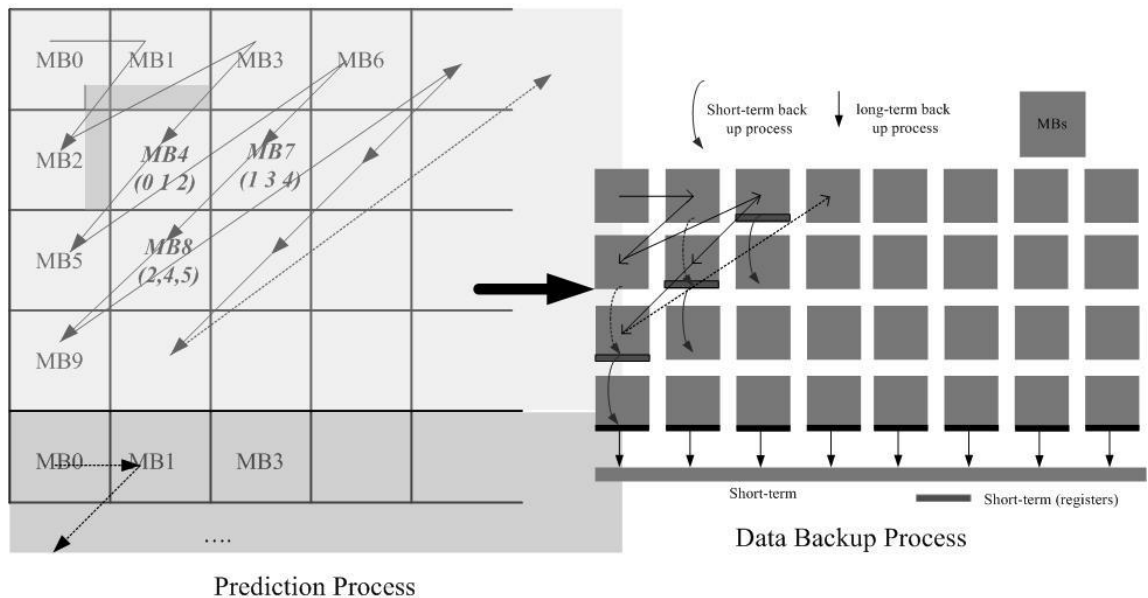 MB0 MB1 MB3 MB6
MB2 MB4 MB7
(0 1 2) (1 3 4)
MB5 MB8
(2,4,5)
MB9
MB0 MB1 MB3
....
Prediction Process
Short-term back
up process
long-term back
up process
MBs
Short-term
Short-term (registers)
Data Backup Process